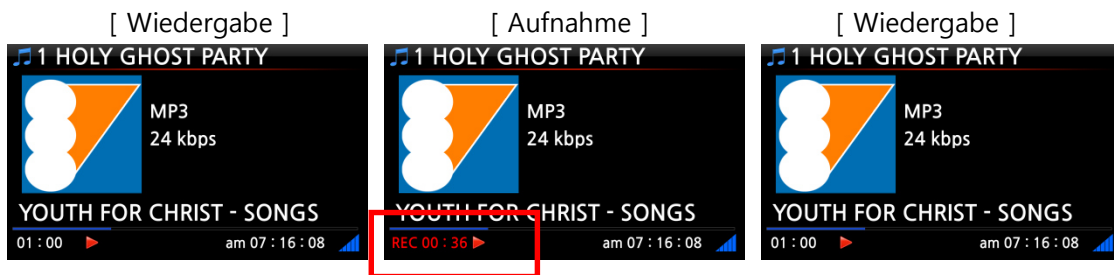 [ Wiedergabe ]
1 HOLY GHOST PARTY
MP3
24 kbps
YOUTH FOR CHRIST - SONGS
01 : 00
am 07 : 16 : 08
[ Aufnahme ]
1 HOLY GHOST PARTY
MP3
24 kbps
YOUTH FOR CHRIST - SONGS
REC 00 : 36
am 07 : 16 : 08
[ Wiedergabe ]
1 HOLY GHOST PARTY
MP3
24 kbps
YOUTH FOR CHRIST - SONGS
01 : 00
am 07 : 16 : 08